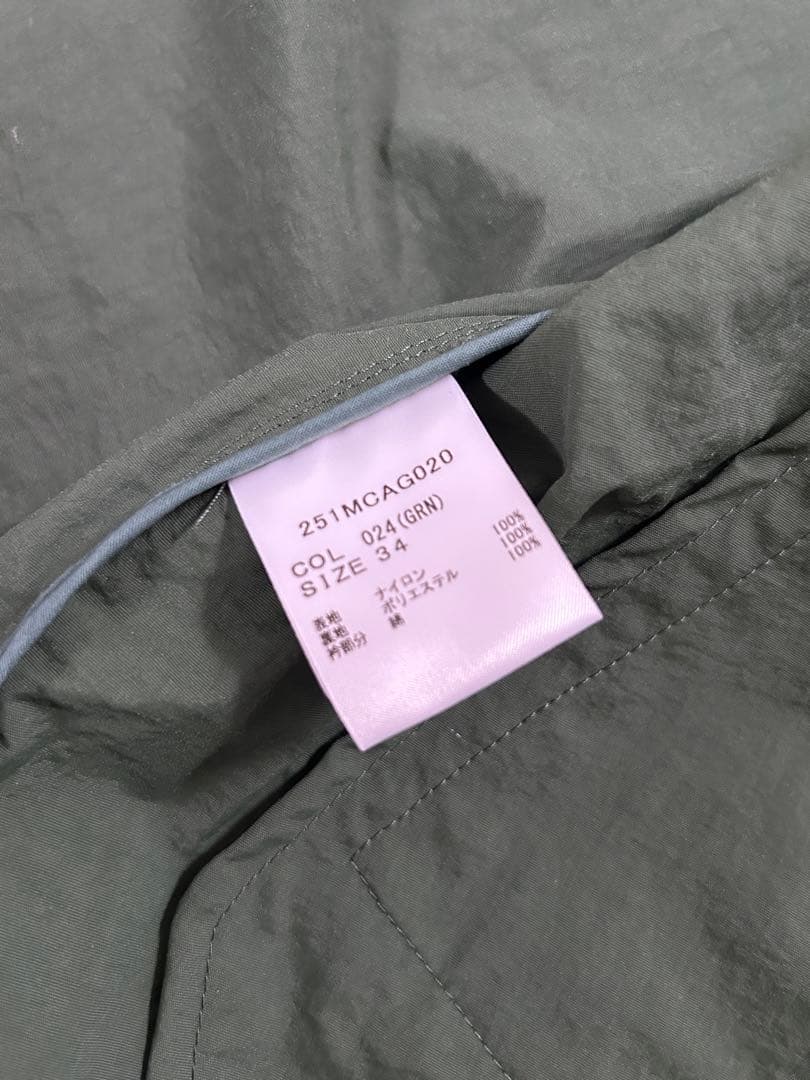 251MCAG020
COL 024(GRN)
SIZE 34
表地 ナイロン 100%
裏地 ポリエステル 100%
衿部分 綿 100%